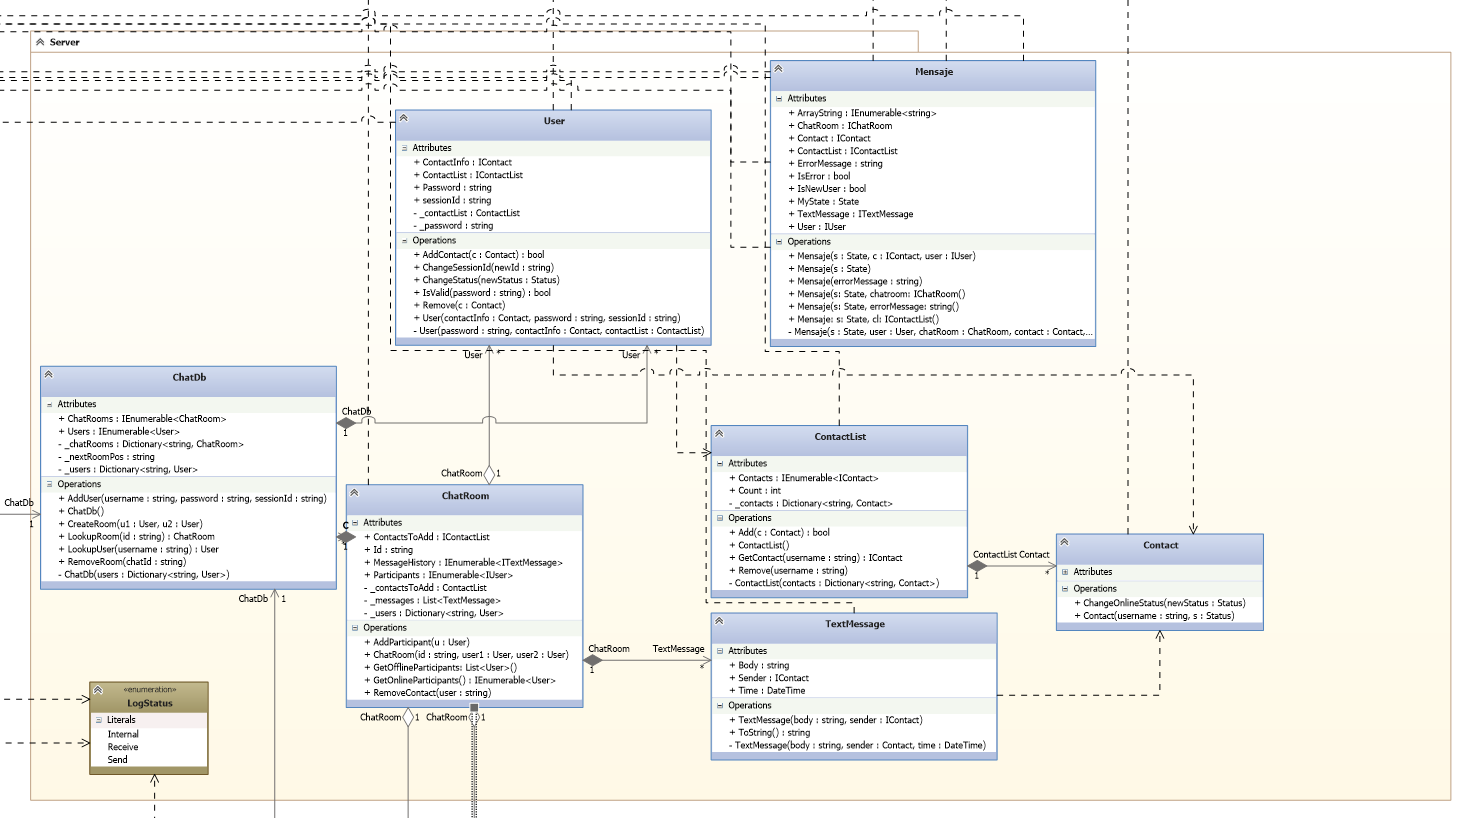 Server
Mensaje
Attributes
+ ArrayString : IEnumerable<string>
+ ChatRoom : IChatRoom
+ Contact : IContact
+ ContactList : IContactList
+ ErrorMessage : string
+ IsError : bool
+ IsNewUser : bool
+ MyState : State
+ TextMessage : ITextMessage
+ User : IUser
Operations
+ Mensaje(s : State, c : IContact, user : IUser)
+ Mensaje(s : State)
+ Mensaje(errorMessage : string)
+ Mensaje(s: State, chatroom: IChatRoom()
+ Mensaje(s: State, errorMessage: string()
+ Mensaje: s: State, cl: IContactList()
- Mensaje(s : State, user : User, chatRoom : ChatRoom, contact : Contact,...
User
Attributes
+ ContactInfo : IContact
+ ContactList : IContactList
+ Password : string
+ sessionId : string
- _contactList : ContactList
- _password : string
Operations
+ AddContact(c : Contact) : bool
+ ChangeSessionId(newId : string)
+ ChangeStatus(newStatus : Status)
+ IsValid(password : string) : bool
+ Remove(c : Contact)
+ User(contactInfo : Contact, password : string, sessionId : string)
- User(password : string, contactInfo : Contact, contactList : ContactList)
User
*
User
*
ChatDb
Attributes
+ ChatRooms : IEnumerable<ChatRoom>
+ Users : IEnumerable<User>
- _chatRooms : Dictionary<string, ChatRoom>
- _nextRoomPos : string
- _users : Dictionary<string, User>
Operations
+ AddUser(username : string, password : string, sessionId : string)
+ ChatDb()
+ CreateRoom(u1 : User, u2 : User)
+ LookupRoom(id : string) : ChatRoom
+ LookupUser(username : string) : User
+ RemoveRoom(chatId : string)
- ChatDb(users : Dictionary<string, User>)
ChatDb
1
ChatDb
1
ChatDb
1
C
1
ChatRoom
1
ChatRoom
Attributes
+ ContactsToAdd : IContactList
+ Id : string
+ MessageHistory : IEnumerable<ITextMessage>
+ Participants : IEnumerable<IUser>
- _contactsToAdd : ContactList
- _messages : List<TextMessage>
- _users : Dictionary<string, User>
Operations
+ AddParticipant(u : User)
+ ChatRoom(id : string, user1 : User, user2 : User)
+ GetOfflineParticipants: List<User>()
+ GetOnlineParticipants() : IEnumerable<User>
+ RemoveContact(user : string)
ChatRoom
1
ChatRoom
1
ChatRoom
1
TextMessage
*
ContactList
Attributes
+ Contacts : IEnumerable<IContact>
+ Count : int
- _contacts : Dictionary<string, Contact>
Operations
+ Add(c : Contact) : bool
+ ContactList()
+ GetContact(username : string) : IContact
+ Remove(username : string)
- ContactList(contacts : Dictionary<string, Contact>)
ContactList
1
Contact
*
Contact
Attributes
Operations
+ ChangeOnlineStatus(newStatus : Status)
+ Contact(username : string, s : Status)
TextMessage
Attributes
+ Body : string
+ Sender : IContact
+ Time : DateTime
Operations
+ TextMessage(body : string, sender : IContact)
+ ToString() : string
- TextMessage(body : string, sender : Contact, time : DateTime)
«enumeration»
LogStatus
Literals
Internal
Receive
Send